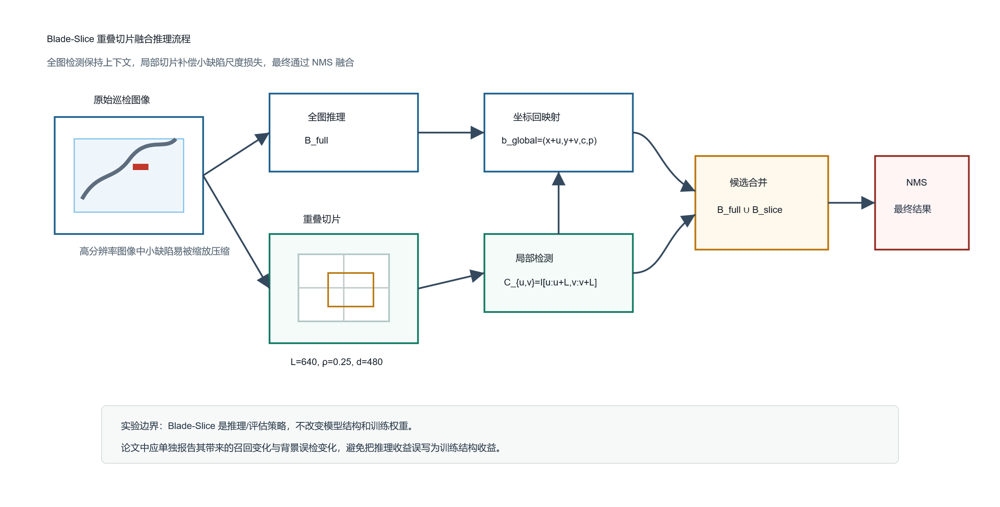 Blade-Slice 重叠切片融合推理流程
全图检测保持上下文，局部切片补偿小缺陷尺度损失，最终通过 NMS 融合
原始巡检图像
高分辨率图像中小缺陷易被缩放压缩
全图推理
B_full
重叠切片
L=640, ρ=0.25, d=480
坐标回映射
b_global=(x+u,y+v,c,p)
局部检测
C_{u,v}=I[u:u+L,v:v+L]
候选合并
B_full ∪ B_slice
NMS
最终结果
实验边界：Blade-Slice 是推理/评估策略，不改变模型结构和训练权重。
论文中应单独报告其带来的召回变化与背景误检变化，避免把推理收益误写为训练结构收益。